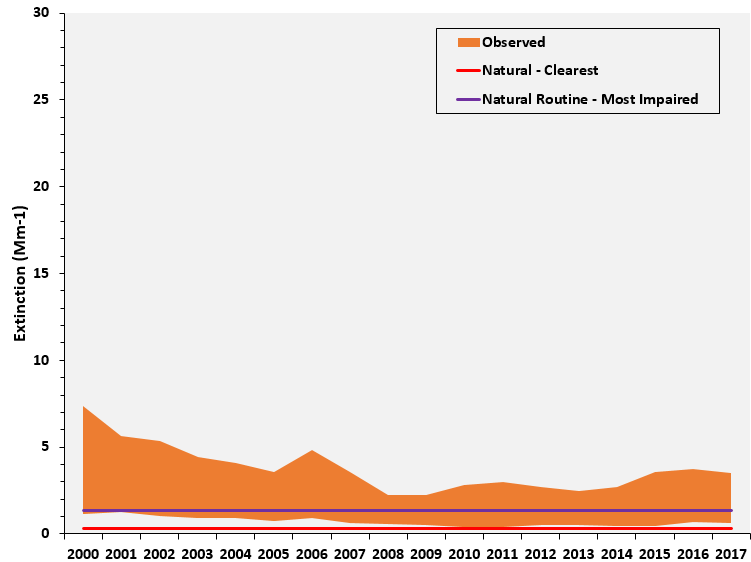 30
25
20
15
10
5
0
Extinction (Mm-1)
Observed
Natural - Clearest
Natural Routine - Most Impaired
2000 2001 2002 2003 2004 2005 2006 2007 2008 2009 2010 2011 2012 2013 2014 2015 2016 2017